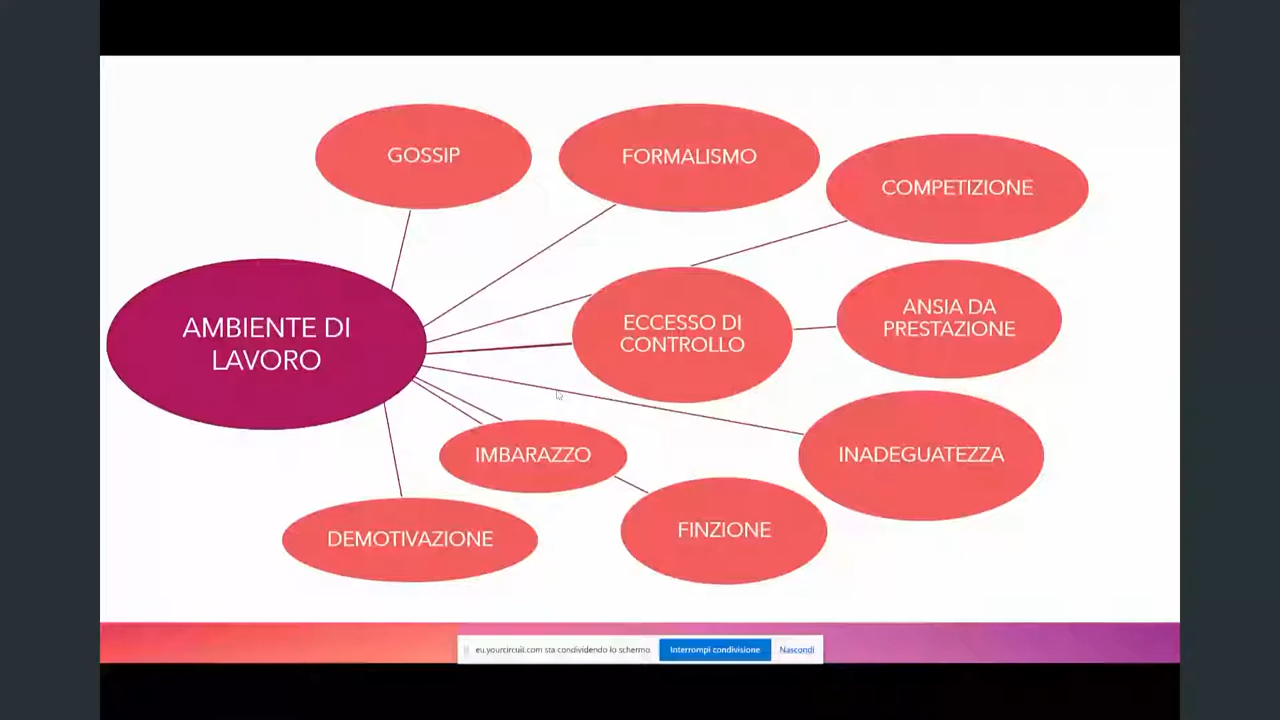 GOSSIP
FORMALISMO
COMPETIZIONE
AMBIENTE DI
LAVORO
ECCESSO DI
CONTROLLO
ANSIA DA
PRESTAZIONE
IMBARAZZO
INADEGUATEZZA
DEMOTIVAZIONE
FINZIONE
eu.yourcircuit.com sta condividendo lo schermo.
Interrompi condivisione
Nascondi